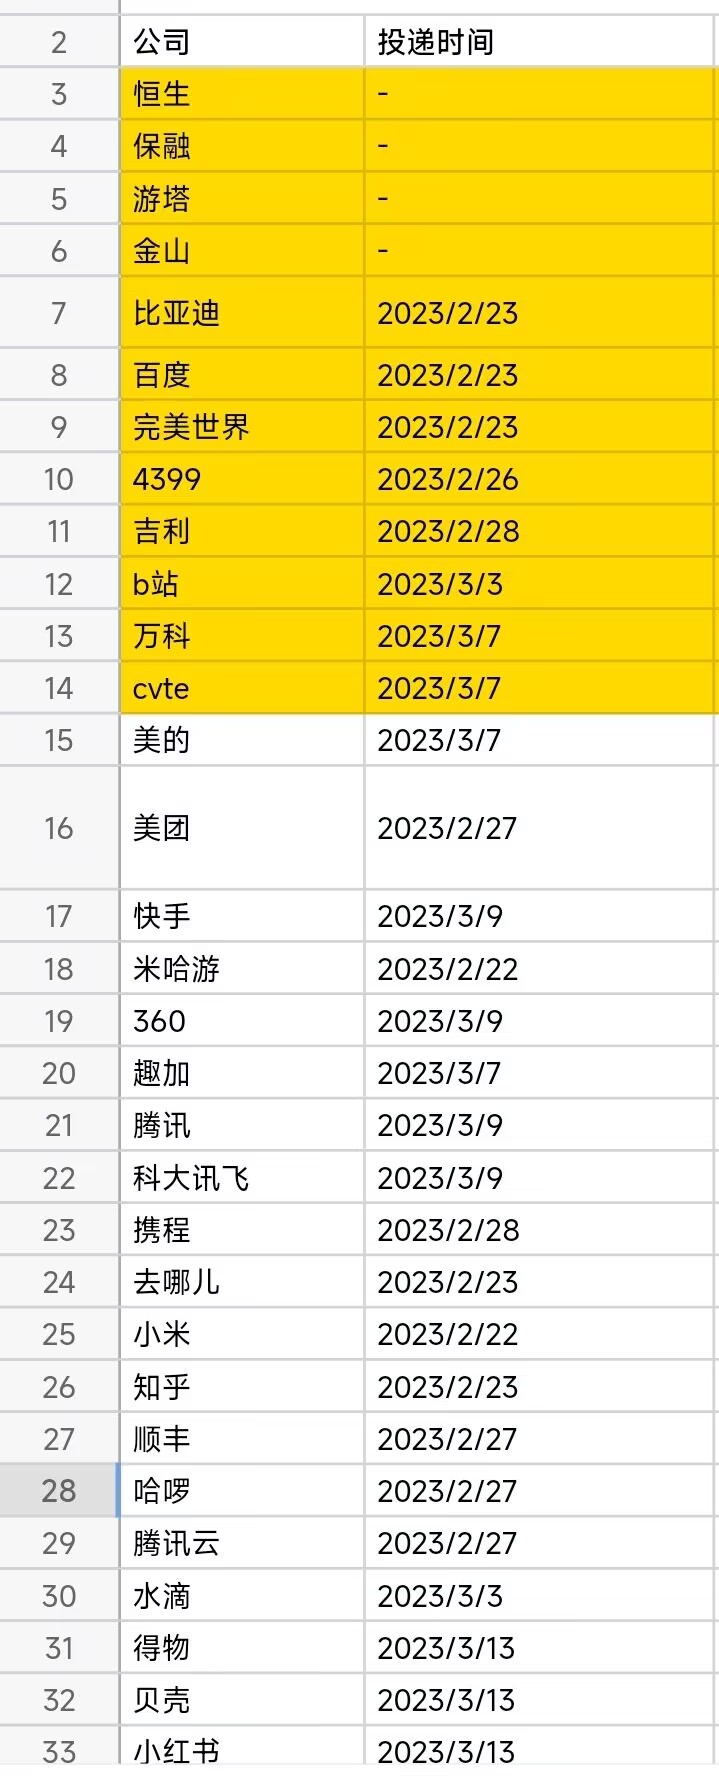 2 公司 投递时间
3 恒生 -
4 保融 -
5 游塔 -
6 金山 -
7 比亚迪 2023/2/23
8 百度 2023/2/23
9 完美世界 2023/2/23
10 4399 2023/2/26
11 吉利 2023/2/28
12 b站 2023/3/3
13 万科 2023/3/7
14 cvte 2023/3/7
15 美的 2023/3/7
16 美团 2023/2/27
17 快手 2023/3/9
18 米哈游 2023/2/22
19 360 2023/3/9
20 趣加 2023/3/7
21 腾讯 2023/3/9
22 科大讯飞 2023/3/9
23 携程 2023/2/28
24 去哪儿 2023/2/23
25 小米 2023/2/22
26 知乎 2023/2/23
27 顺丰 2023/2/27
28 哈啰 2023/2/27
29 腾讯云 2023/2/27
30 水滴 2023/3/3
31 得物 2023/3/13
32 贝壳 2023/3/13
33 小红书 2023/3/13